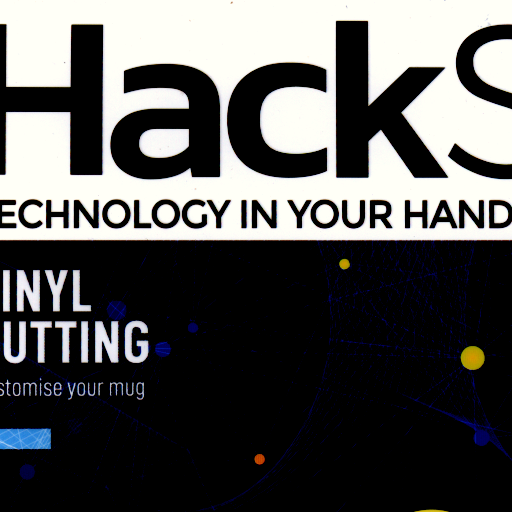 HackS
ECHNOLOGY IN YOUR HAND
INYL
UTTING
stomise your mug